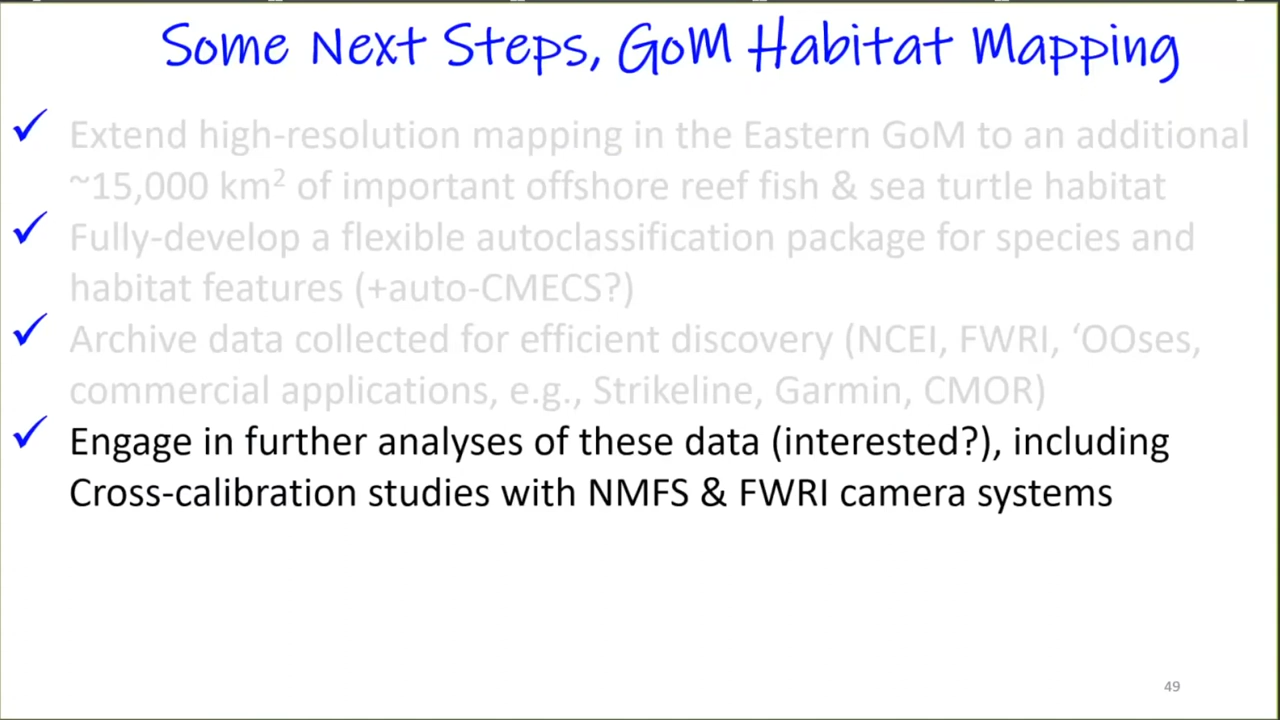 Some Next Steps, GoM Habitat Mapping
✓ Extend high-resolution mapping in the Eastern GoM to an additional
~15,000 km² of important offshore reef fish & sea turtle habitat
✓ Fully-develop a flexible autoclassification package for species and
habitat features (+auto-CMECS?)
✓ Archive data collected for efficient discovery (NCEI, FWRI, ‘OOses,
commercial applications, e.g., Strikeline, Garmin, CMOR)
✓ Engage in further analyses of these data (interested?), including
Cross-calibration studies with NMFS & FWRI camera systems
49